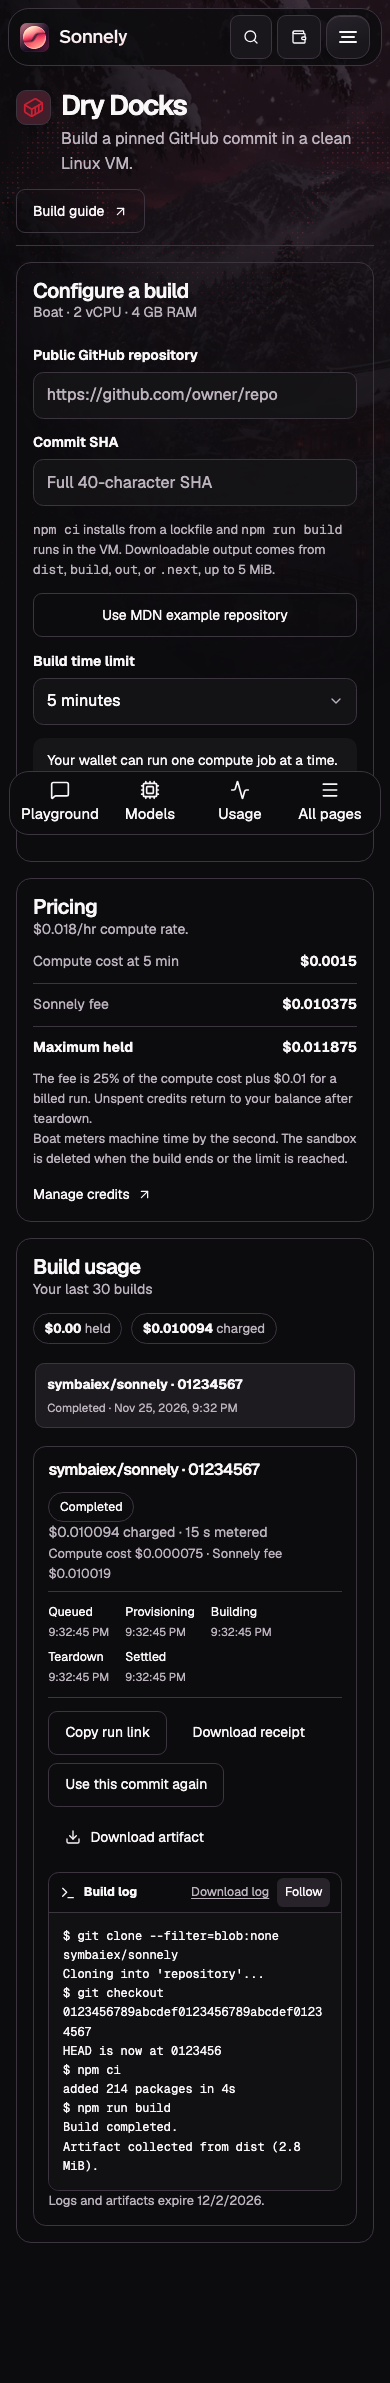 Sonnely
Dry Docks
Build a pinned GitHub commit in a clean
Linux VM.
Build guide
Configure a build
Boat · 2 vCPU · 4 GB RAM
Public GitHub repository
https://github.com/owner/repo
Commit SHA
Full 40-character SHA
npm ci installs from a lockfile and npm run build
runs in the VM. Downloadable output comes from
dist, build, out, or .next, up to 5 MiB.
Use MDN example repository
Build time limit
5 minutes
Your wallet can run one compute job at a time.
Playground
Models
Usage
All pages
Pricing
$0.018/hr compute rate.
Compute cost at 5 min $0.0015
Sonnely fee $0.010375
Maximum held $0.011875
The fee is 25% of the compute cost plus $0.01 for a
billed run. Unspent credits return to your balance after
teardown.
Boat meters machine time by the second. The sandbox
is deleted when the build ends or the limit is reached.
Manage credits
Build usage
Your last 30 builds
$0.00 held $0.010094 charged
symbaiex/sonnely · 01234567
Completed · Nov 25, 2026, 9:32 PM
symbaiex/sonnely · 01234567
Completed
$0.010094 charged · 15 s metered
Compute cost $0.000075 · Sonnely fee
$0.010019
Queued Provisioning Building
9:32:45 PM 9:32:45 PM 9:32:45 PM
Teardown Settled
9:32:45 PM 9:32:45 PM
Copy run link Download receipt
Use this commit again
Download artifact
Build log Download log Follow
$ git clone --filter=blob:none
symbaiex/sonnely
Cloning into 'repository'...
$ git checkout
0123456789abcdef0123456789abcdef0123
4567
HEAD is now at 0123456
$ npm ci
added 214 packages in 4s
$ npm run build
Build completed.
Artifact collected from dist (2.8
MiB).
Logs and artifacts expire 12/2/2026.